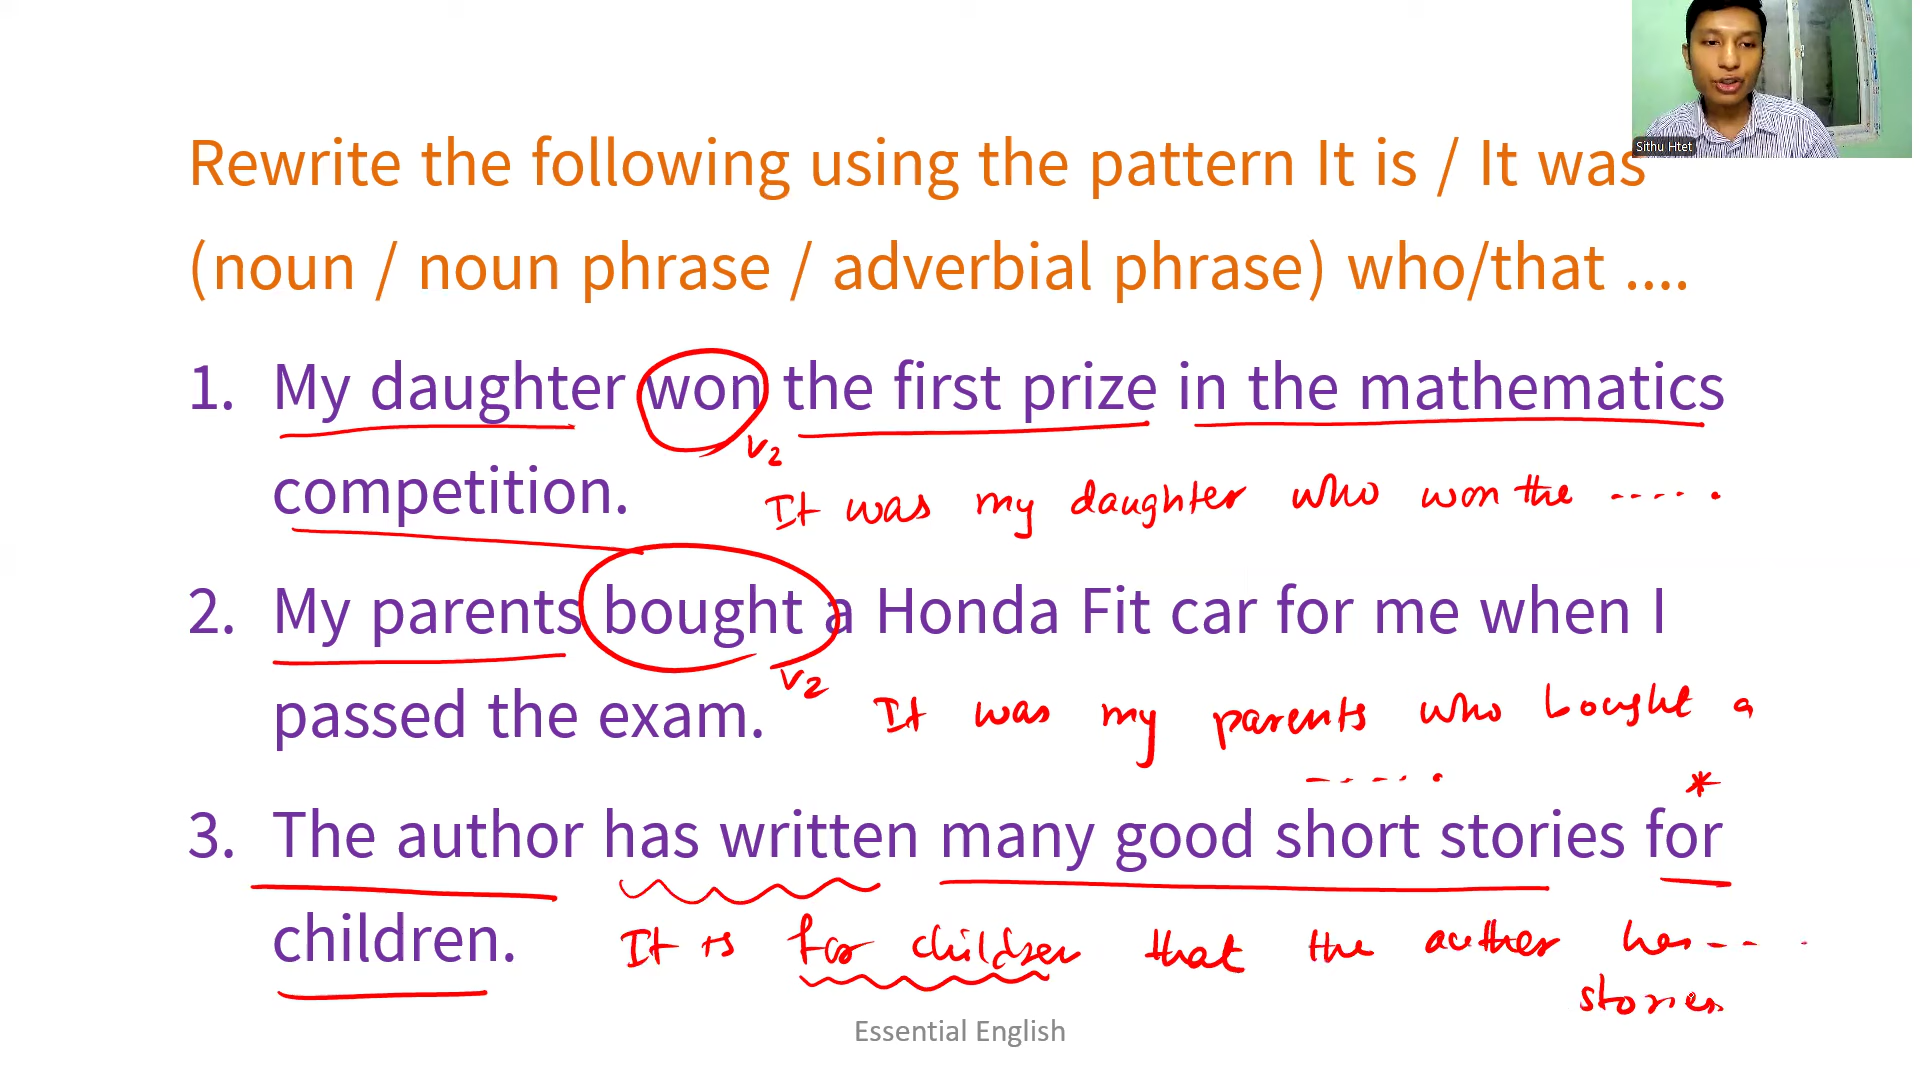 Sithu Htet
Rewrite the following using the pattern It is / It was
(noun / noun phrase / adverbial phrase) who/that ....
1. My daughter won the first prize in the mathematics
V2
competition.
It was my daughter who won the ......
2. My parents bought a Honda Fit car for me when I
V2
passed the exam.
It was my parents who bought a
......
*
3. The author has written many good short stories for
children.
It is for children that the author has....
stories
Essential English